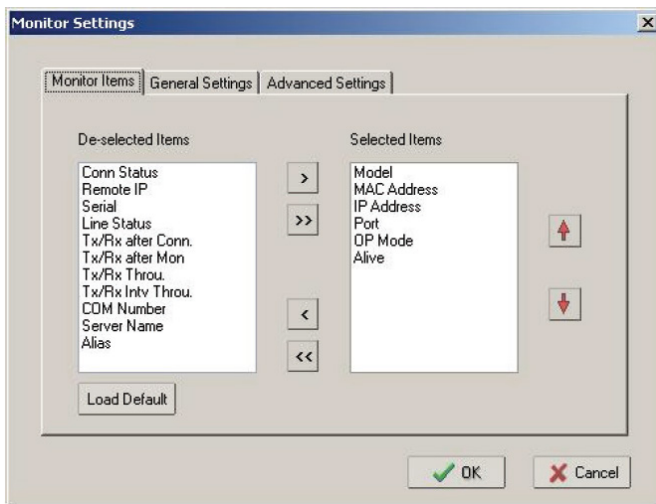 Monitor Settings
Monitor Items
General Settings
Advanced Settings
De-selected Items
Conn Status
Remote IP
Serial
Line Status
Tx/Rx after Conn.
Tx/Rx after Mon
Tx/Rx Throu.
Tx/Rx Intv Throu.
COM Number
Server Name
Alias
>
>>
<
<<
Selected Items
Model
MAC Address
IP Address
Port
OP Mode
Alive
Load Default
OK
Cancel